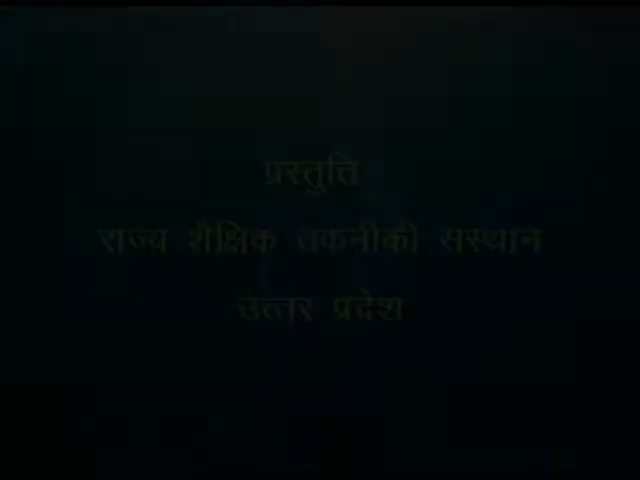 प्रस्तुति
राज्य शैक्षिक तकनीकी संस्थान
उत्तर प्रदेश